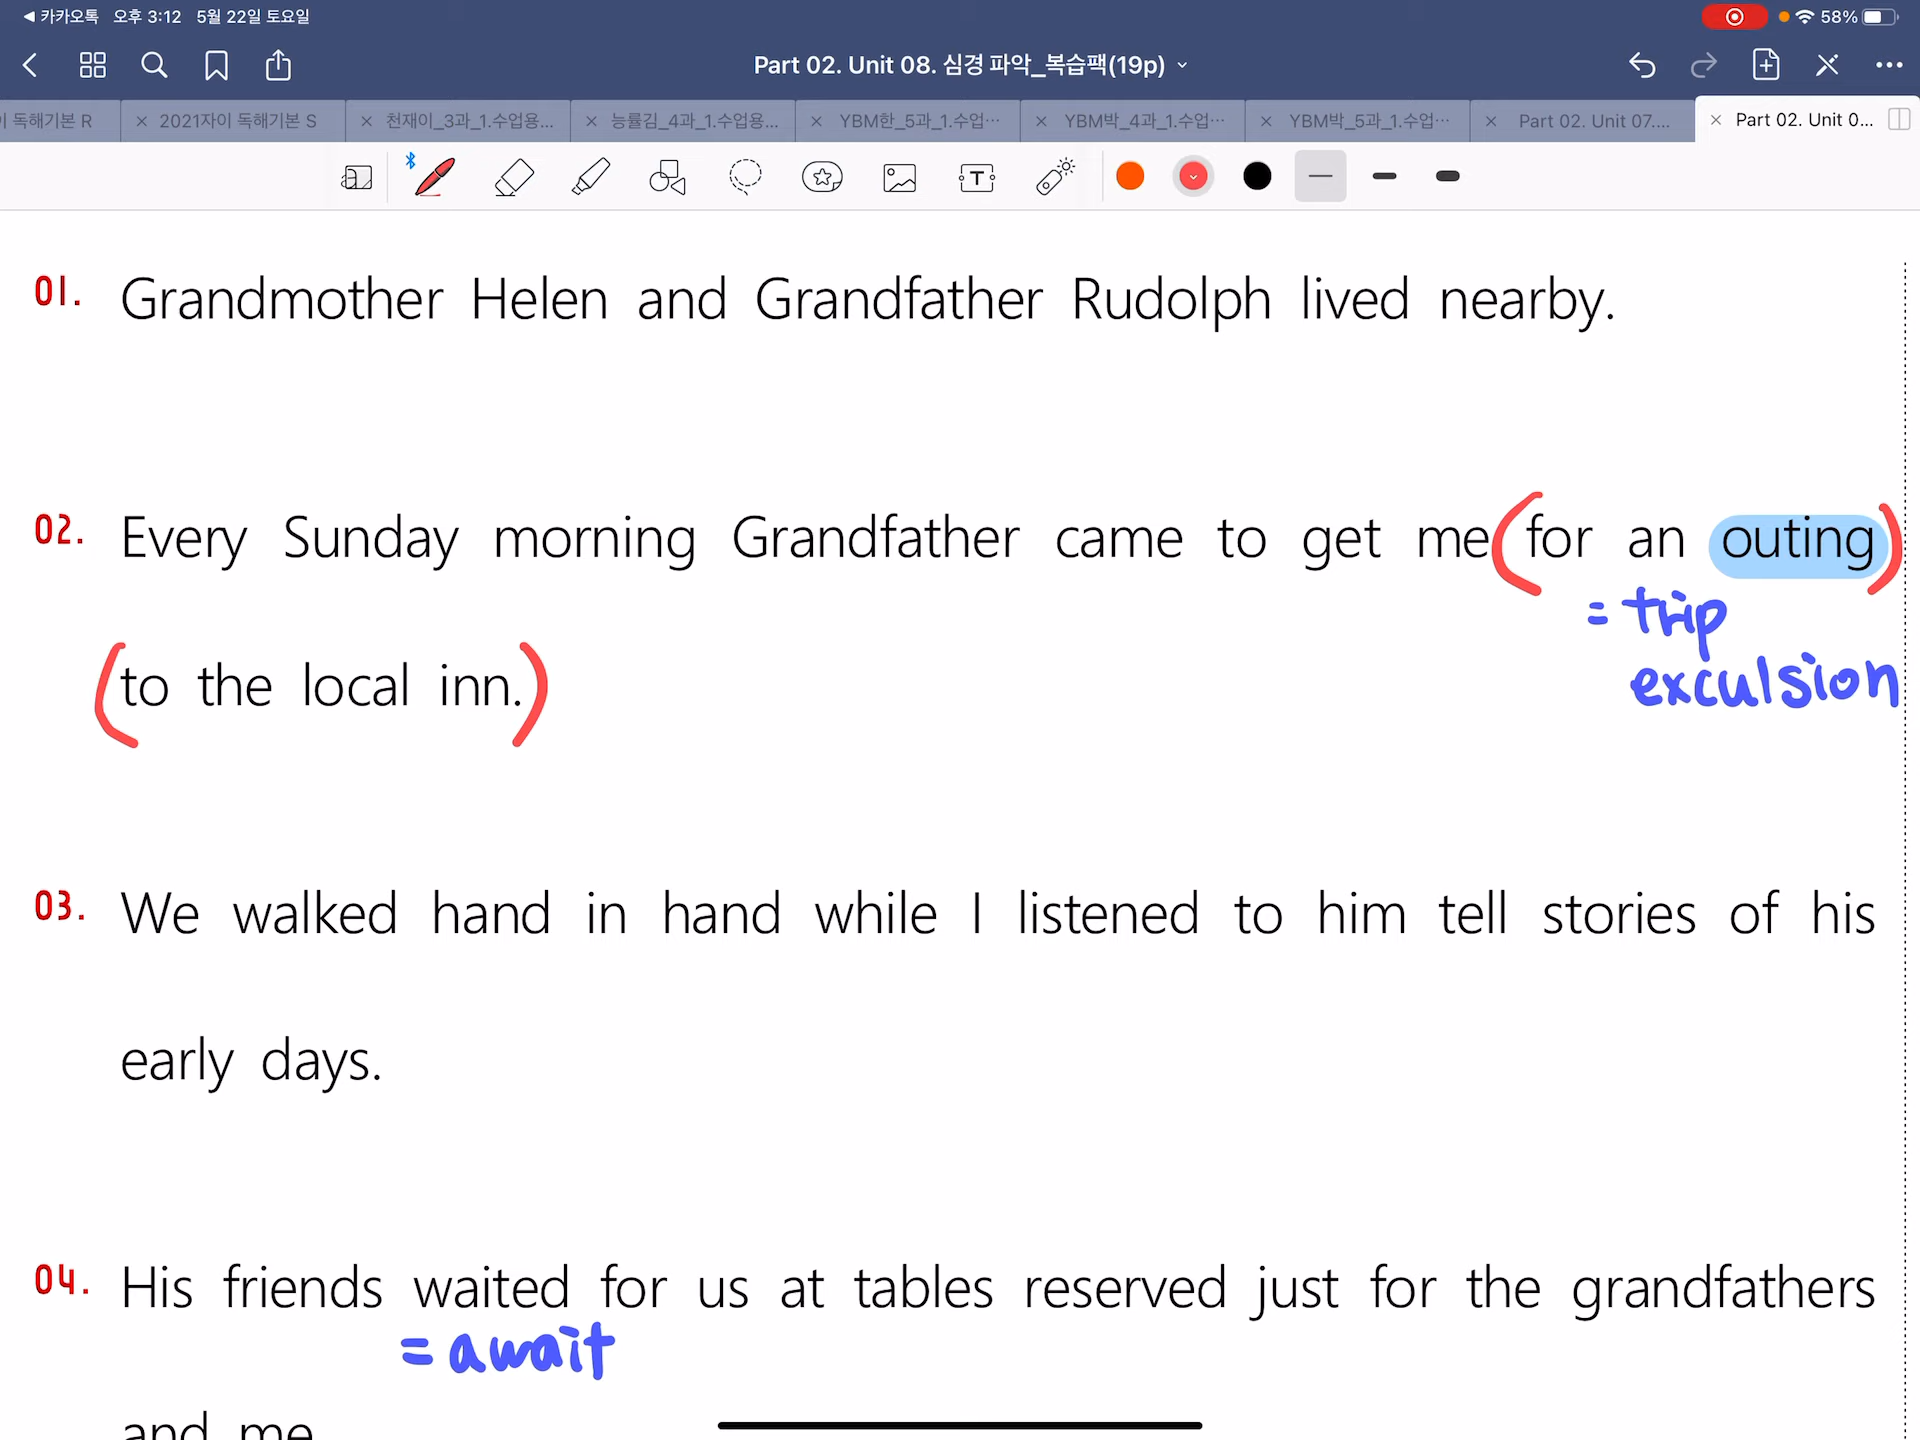 ◀ 카카오톡 오후 3:12 5월 22일 토요일 58%
Part 02. Unit 08. 심경 파악_복습팩(19p)
독해기본 R × 2021자이 독해기본 S × 천재이_3과_1.수업용... × 능률김_4과_1.수업용... × YBM한_5과_1.수업… × YBM박_4과_1.수업… × YBM박_5과_1.수업… × Part 02. Unit 07.... × Part 02. Unit 0...
01. Grandmother Helen and Grandfather Rudolph lived nearby.
02. Every Sunday morning Grandfather came to get me (for an outing)
= trip
(to the local inn.)
exculsion
03. We walked hand in hand while I listened to him tell stories of his
early days.
04. His friends waited for us at tables reserved just for the grandfathers
= await
and me